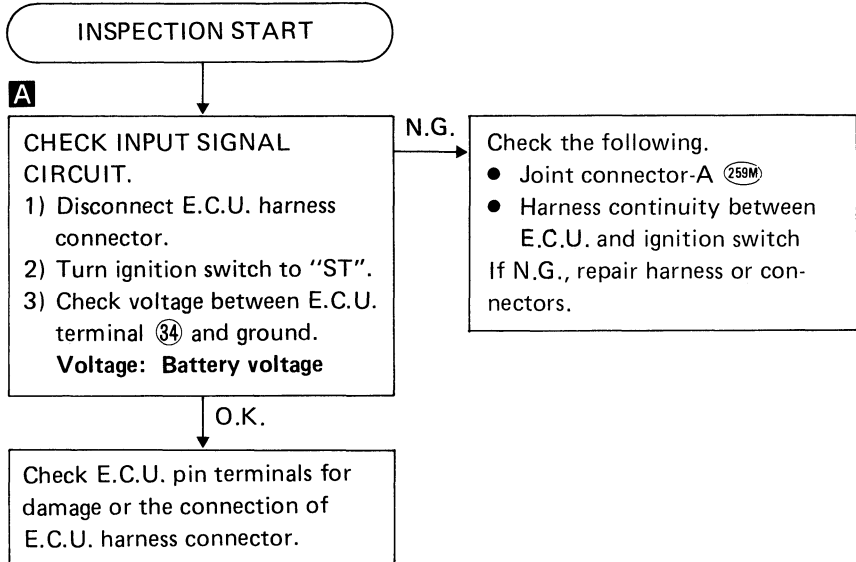 INSPECTION START
A
CHECK INPUT SIGNAL
CIRCUIT.
1) Disconnect E.C.U. harness
connector.
2) Turn ignition switch to "ST".
3) Check voltage between E.C.U.
terminal 34 and ground.
Voltage: Battery voltage
N.G.
Check the following.
● Joint connector-A 259M
● Harness continuity between
E.C.U. and ignition switch
If N.G., repair harness or con-
nectors.
O.K.
Check E.C.U. pin terminals for
damage or the connection of
E.C.U. harness connector.